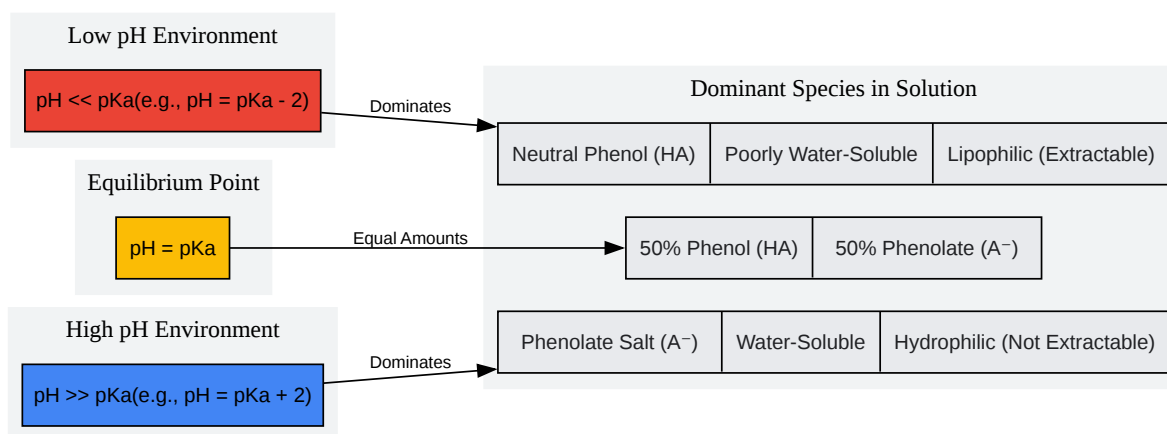 Low pH Environment
pH << pKa(e.g., pH = pKa - 2)
Dominates
Equilibrium Point
pH = pKa
Equal Amounts
High pH Environment
pH >> pKa(e.g., pH = pKa + 2)
Dominates
Dominant Species in Solution
Neutral Phenol (HA)
Poorly Water-Soluble
Lipophilic (Extractable)
50% Phenol (HA)
50% Phenolate (A⁻)
Phenolate Salt (A⁻)
Water-Soluble
Hydrophilic (Not Extractable)